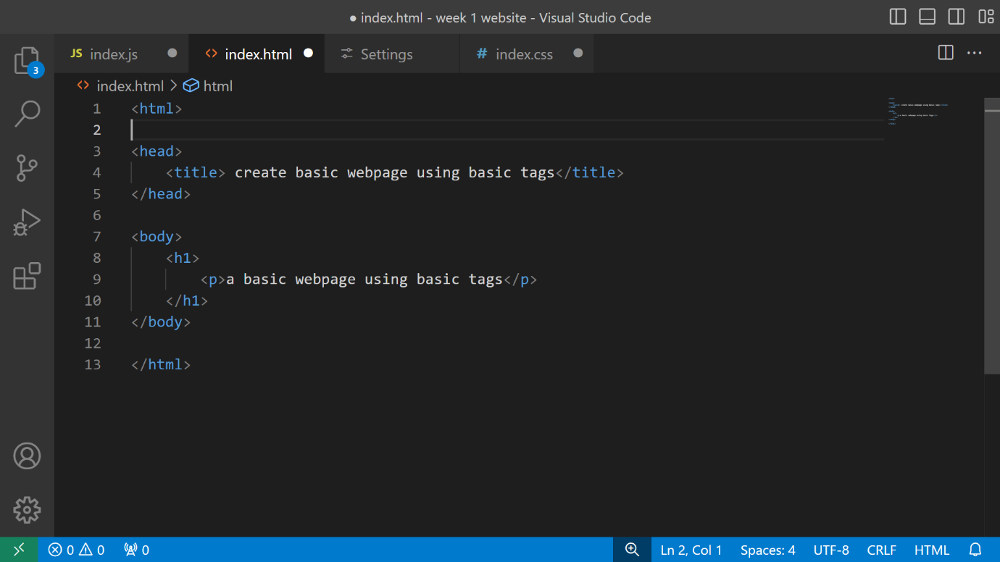 ● index.html - week 1 website - Visual Studio Code
JS index.js ● <> index.html ● Settings # index.css ● ···
<> index.html > html
1 <html>
2
3 <head>
4     <title> create basic webpage using basic tags</title>
5 </head>
6
7 <body>
8     <h1>
9         <p>a basic webpage using basic tags</p>
10     </h1>
11 </body>
12
13 </html>
3
0 0 0 Ln 2, Col 1 Spaces: 4 UTF-8 CRLF HTML